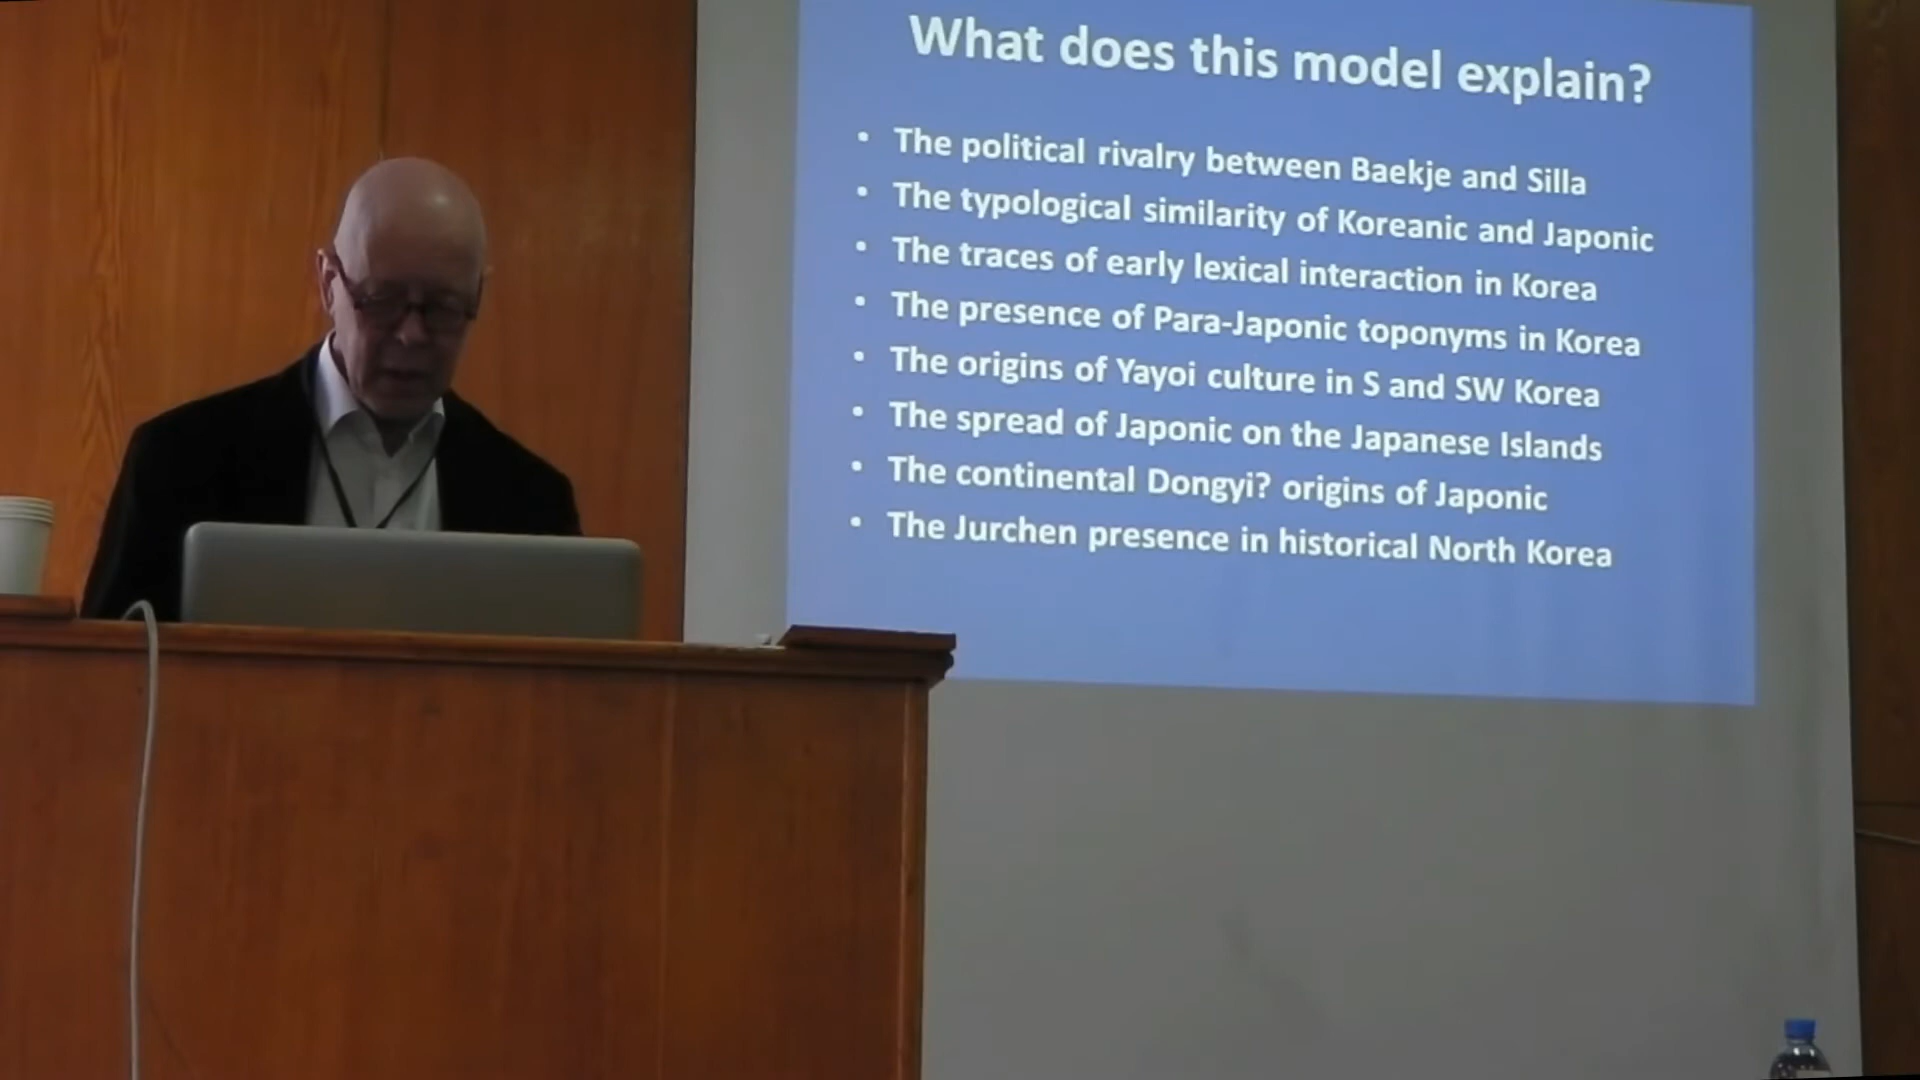 What does this model explain?
• The political rivalry between Baekje and Silla
• The typological similarity of Koreanic and Japonic
• The traces of early lexical interaction in Korea
• The presence of Para-Japonic toponyms in Korea
• The origins of Yayoi culture in S and SW Korea
• The spread of Japonic on the Japanese Islands
• The continental Dongyi? origins of Japonic
• The Jurchen presence in historical North Korea